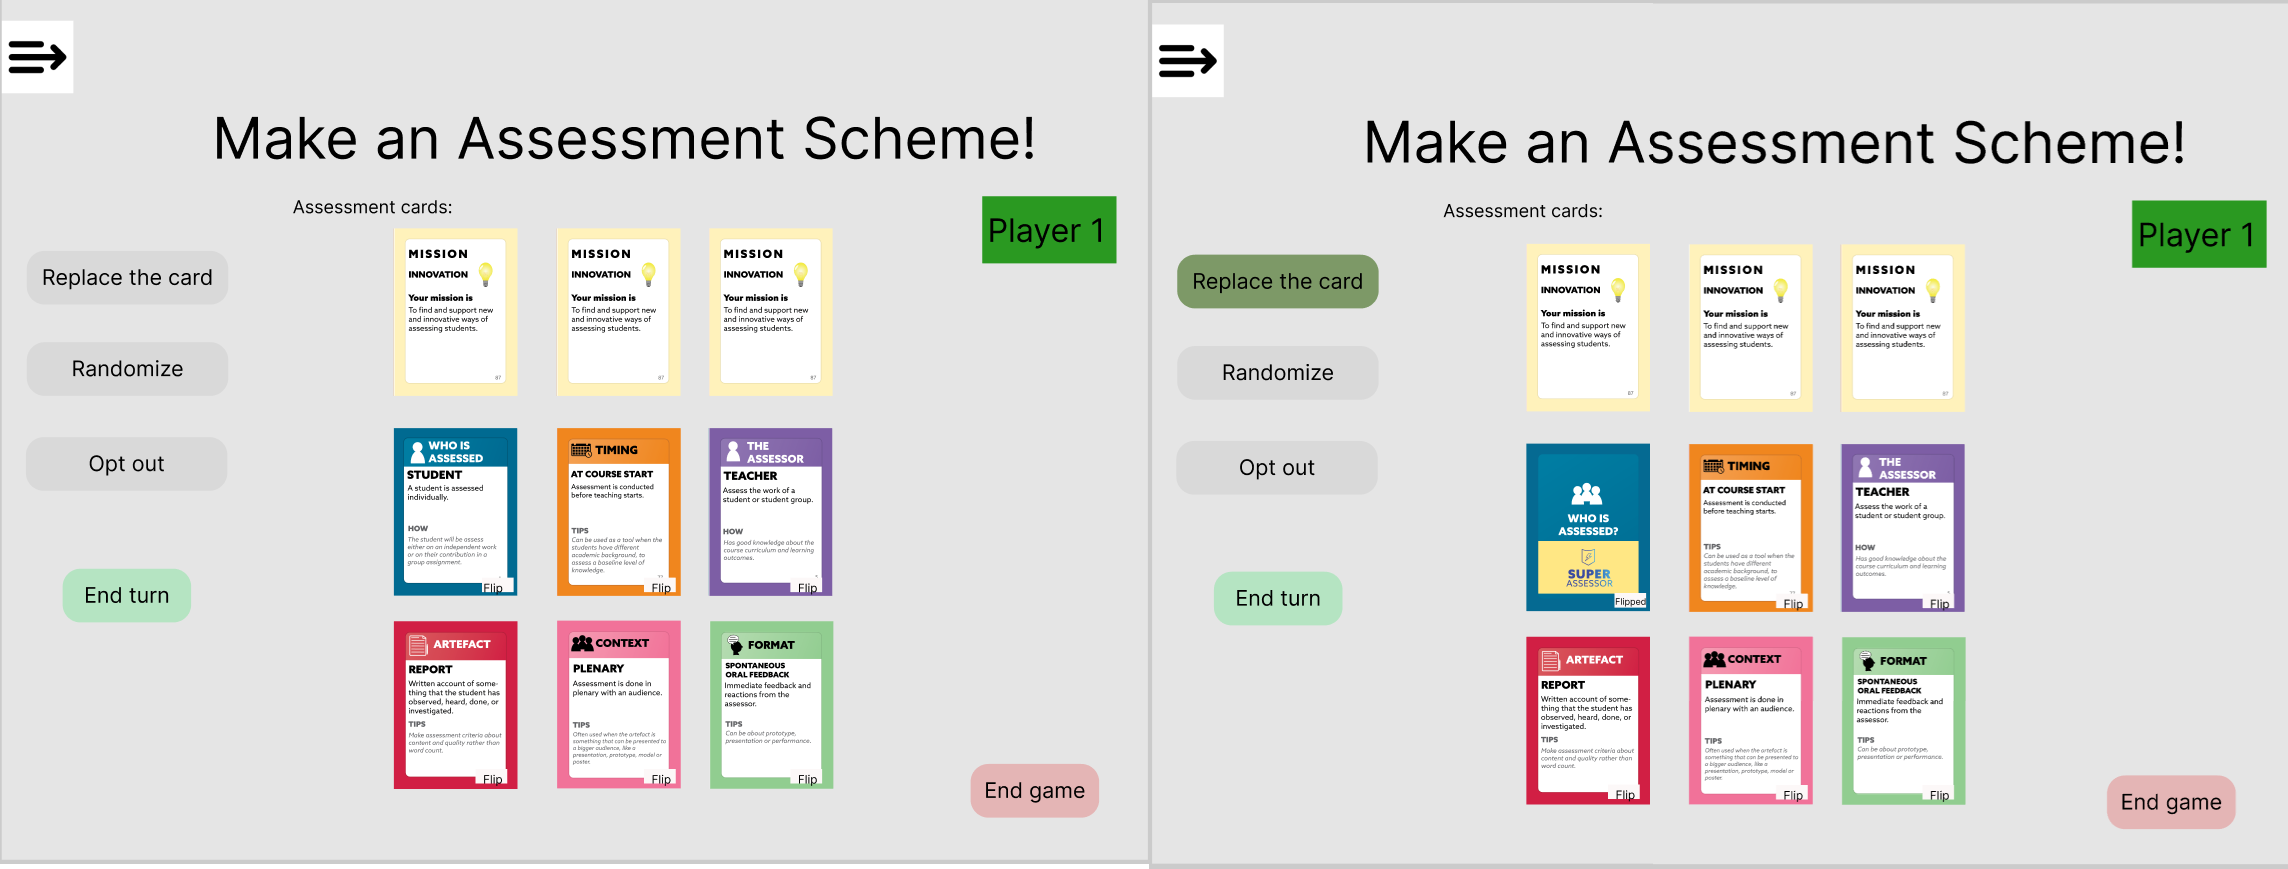 Make an Assessment Scheme!
Assessment cards:
Player 1
Replace the card
Randomize
Opt out
End turn
MISSION
INNOVATION
Your mission is
To find and support new
and innovative ways of
assessing students.
87
MISSION
INNOVATION
Your mission is
To find and support new
and innovative ways of
assessing students.
87
MISSION
INNOVATION
Your mission is
To find and support new
and innovative ways of
assessing students.
87
WHO IS
ASSESSED
STUDENT
A student is assessed
individually.
HOW
The student will be assess
either on an independent work
or on their contribution in a
group assignment.
Flip
TIMING
AT COURSE START
Assessment is conducted
before teaching starts.
TIPS
Can be used as a tool when the
students have different
academic background, to
assess a baseline level of
knowledge.
Flip
THE
ASSESSOR
TEACHER
Assess the work of a
student or student group.
HOW
Has good knowledge about the
course curriculum and learning
outcomes.
Flip
ARTEFACT
REPORT
Written account of some-
thing that the student has
observed, heard, done, or
investigated.
TIPS
Make assessment criteria about
content and quality rather than
word count.
Flip
CONTEXT
PLENARY
Assessment is done in
plenary with an audience.
TIPS
Often used when the artefact is
something that can be presented to
a bigger audience, like a
presentation, prototype, model or
poster.
Flip
FORMAT
SPONTANEOUS
ORAL FEEDBACK
Immediate feedback and
reactions from the
assessor.
TIPS
Can be about prototype,
presentation or performance.
Flip
End game
Make an Assessment Scheme!
Assessment cards:
Player 1
Replace the card
Randomize
Opt out
End turn
MISSION
INNOVATION
Your mission is
To find and support new
and innovative ways of
assessing students.
87
MISSION
INNOVATION
Your mission is
To find and support new
and innovative ways of
assessing students.
87
MISSION
INNOVATION
Your mission is
To find and support new
and innovative ways of
assessing students.
87
WHO IS
ASSESSED?
SUPER
ASSESSOR
Flipped
TIMING
AT COURSE START
Assessment is conducted
before teaching starts.
TIPS
Can be used as a tool when the
students have different
academic background, to
assess a baseline level of
knowledge.
Flip
THE
ASSESSOR
TEACHER
Assess the work of a
student or student group.
HOW
Has good knowledge about the
course curriculum and learning
outcomes.
Flip
ARTEFACT
REPORT
Written account of some-
thing that the student has
observed, heard, done, or
investigated.
TIPS
Make assessment criteria about
content and quality rather than
word count.
Flip
CONTEXT
PLENARY
Assessment is done in
plenary with an audience.
TIPS
Often used when the artefact is
something that can be presented to
a bigger audience, like a
presentation, prototype, model or
poster.
Flip
FORMAT
SPONTANEOUS
ORAL FEEDBACK
Immediate feedback and
reactions from the
assessor.
TIPS
Can be about prototype,
presentation or performance.
Flip
End game